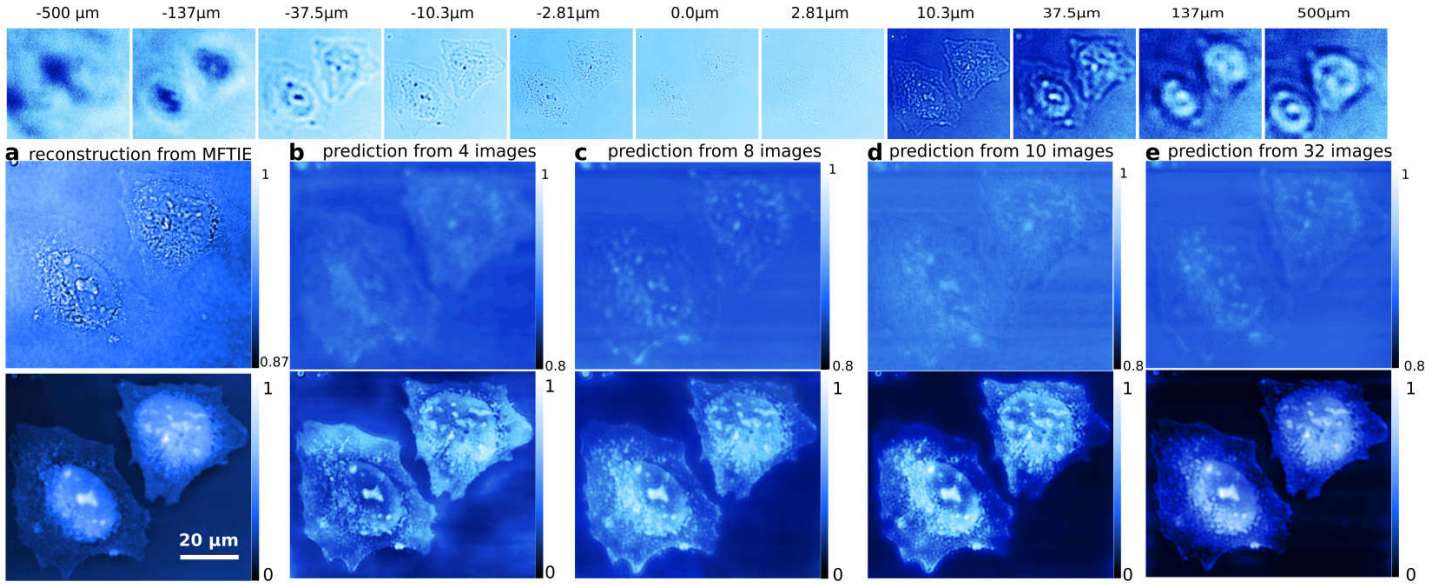 -500 μm -137μm -37.5μm -10.3μm -2.81μm 0.0μm 2.81μm 10.3μm 37.5μm 137μm 500μm
a reconstruction from MFTIE b prediction from 4 images c prediction from 8 images d prediction from 10 images e prediction from 32 images
1 1 1 1 1
0.87 0.8 0.8 0.8 0.8
1 1 1 1 1
20 μm
0 0 0 0 0